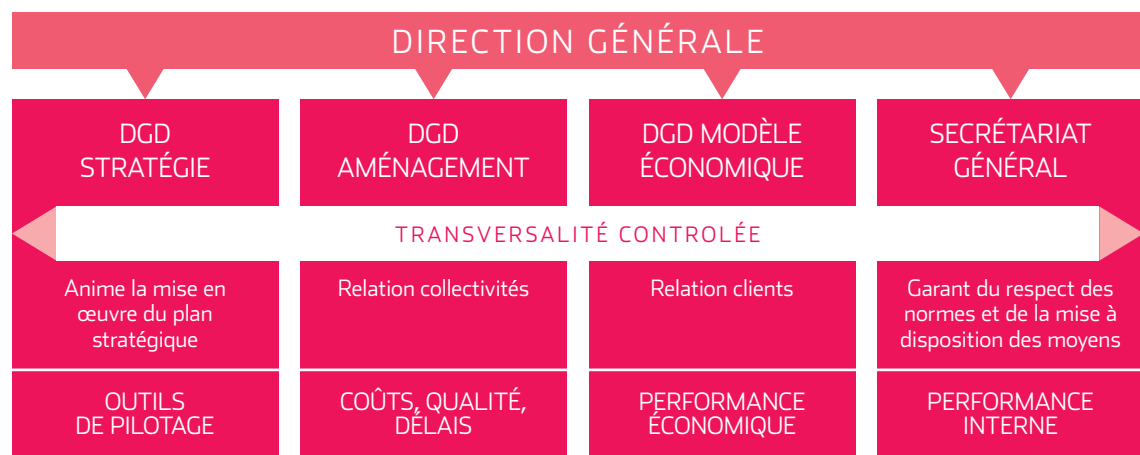 DIRECTION GÉNÉRALE
DGD
STRATÉGIE
DGD
AMÉNAGEMENT
DGD MODÈLE
ÉCONOMIQUE
SECRÉTARIAT
GÉNÉRAL
TRANSVERSALITÉ CONTROLÉE
Anime la mise en
œuvre du plan
stratégique
Relation collectivités
Relation clients
Garant du respect des
normes et de la mise à
disposition des moyens
OUTILS
DE PILOTAGE
COÛTS, QUALITÉ,
DÉLAIS
PERFORMANCE
ÉCONOMIQUE
PERFORMANCE
INTERNE